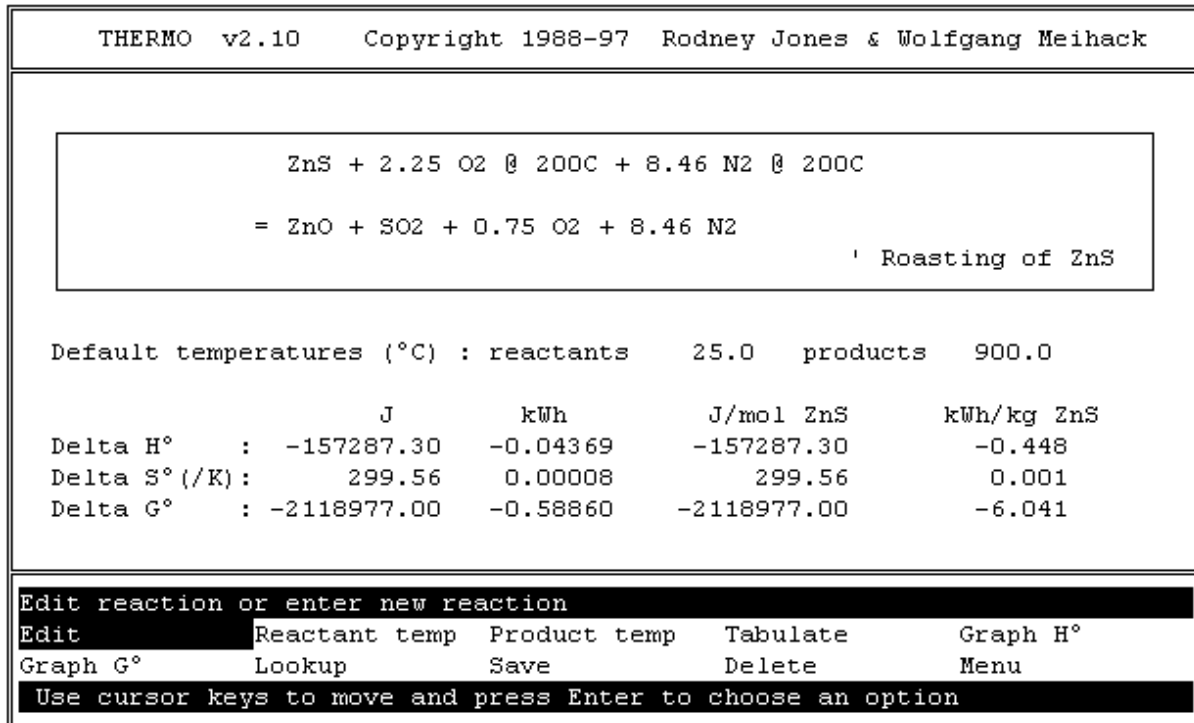 THERMO v2.10 Copyright 1988-97 Rodney Jones & Wolfgang Meihack
ZnS + 2.25 O2 @ 200C + 8.46 N2 @ 200C
= ZnO + SO2 + 0.75 O2 + 8.46 N2
' Roasting of ZnS
Default temperatures (°C) : reactants 25.0 products 900.0
J kWh J/mol ZnS kWh/kg ZnS
Delta H° : -157287.30 -0.04369 -157287.30 -0.448
Delta S°(/K): 299.56 0.00008 299.56 0.001
Delta G° : -2118977.00 -0.58860 -2118977.00 -6.041
Edit reaction or enter new reaction
Edit Reactant temp Product temp Tabulate Graph H°
Graph G° Lookup Save Delete Menu
Use cursor keys to move and press Enter to choose an option